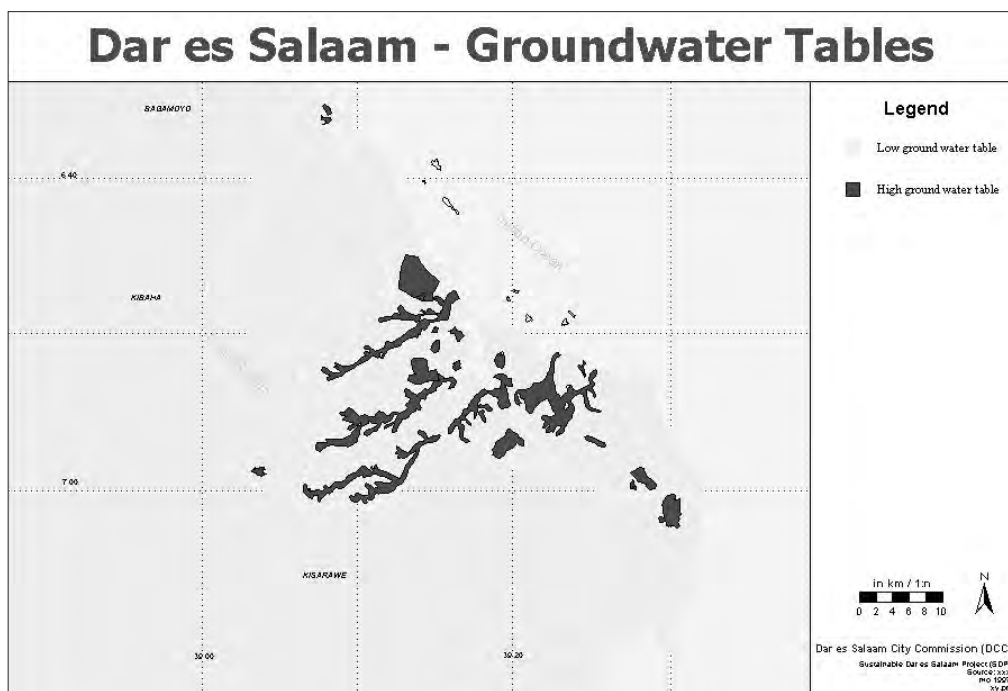 Dar es Salaam - Groundwater Tables
BAGAMOYO
Legend
Low ground water table
6.40
High ground water table
Indian Ocean
KIBAHA
7.00
KISARAWE
in km / 1:n
N
0 2 4 6 8 10
39.00
39.20
Dar es Salaam City Commission (DCC
Sustainable Dar es Salaam Project (SDP